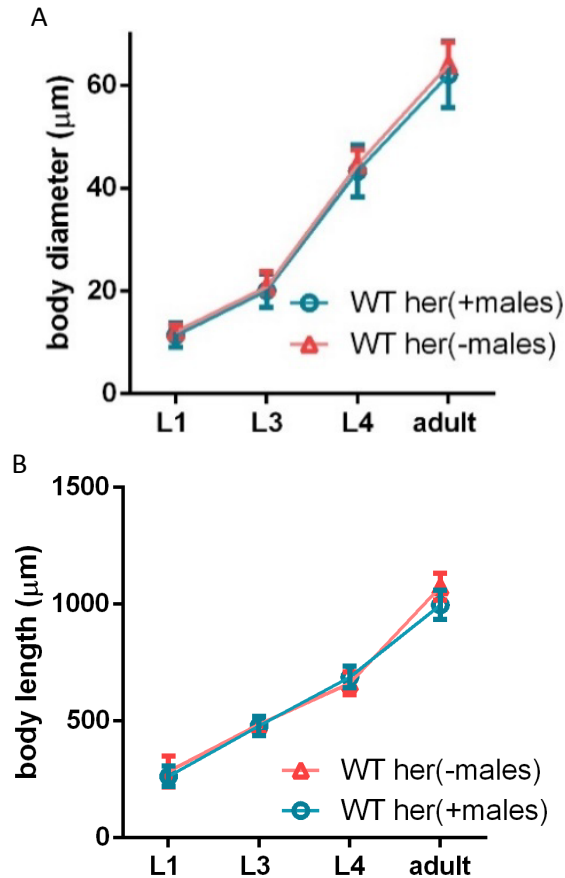 A
body diameter (μm)
60
40
20
0
WT her(+males)
WT her(-males)
L1 L3 L4 adult
B
body length (μm)
1500
1000
500
0
WT her(-males)
WT her(+males)
L1 L3 L4 adult